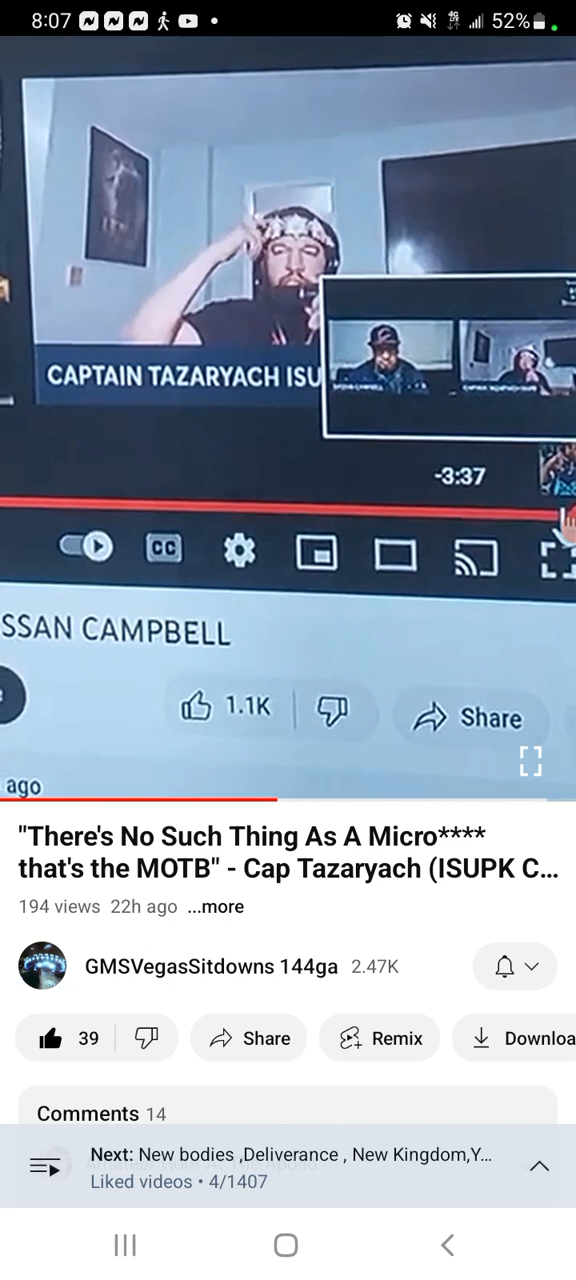 8:07
52%
CAPTAIN TAZARYACH ISU
-3:37
CC
SSAN CAMPBELL
1.1K
Share
ago
"There's No Such Thing As A Micro****
that's the MOTB" - Cap Tazaryach (ISUPK C...
194 views 22h ago ...more
GMSVegasSitdowns 144ga 2.47K
39
Share
Remix
Downloa
Comments 14
Next: New bodies ,Deliverance , New Kingdom,Y...
Liked videos • 4/1407